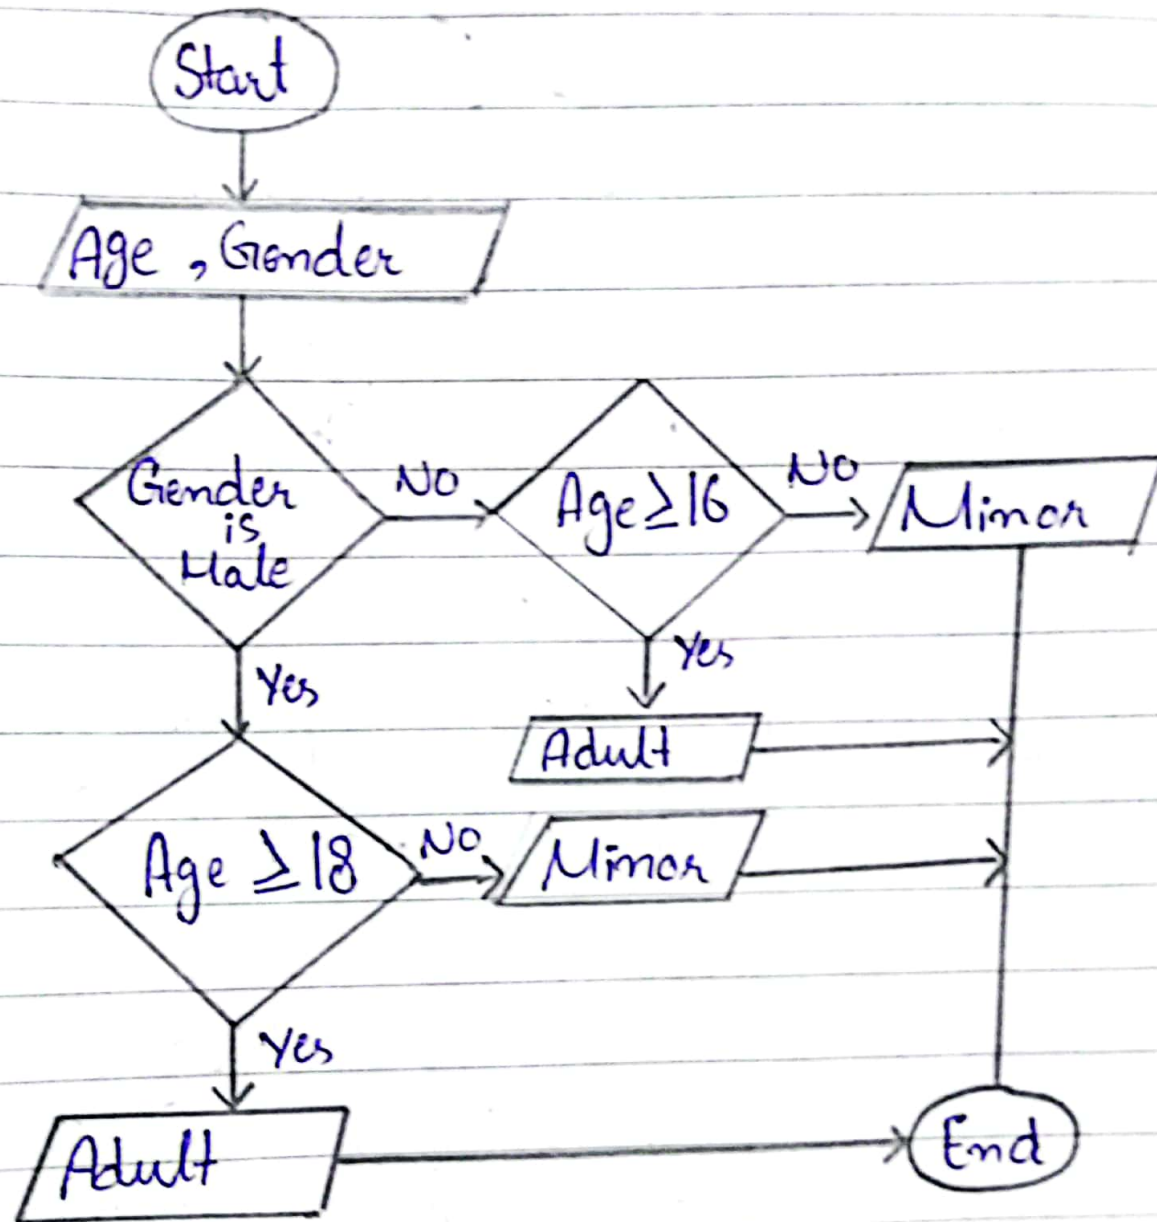 Start
Age , Gender
Gender
is
Male
NO
Age ≥ 16
NO
Minor
Yes
Adult
Yes
Age ≥ 18
NO
Minor
Yes
Adult
End